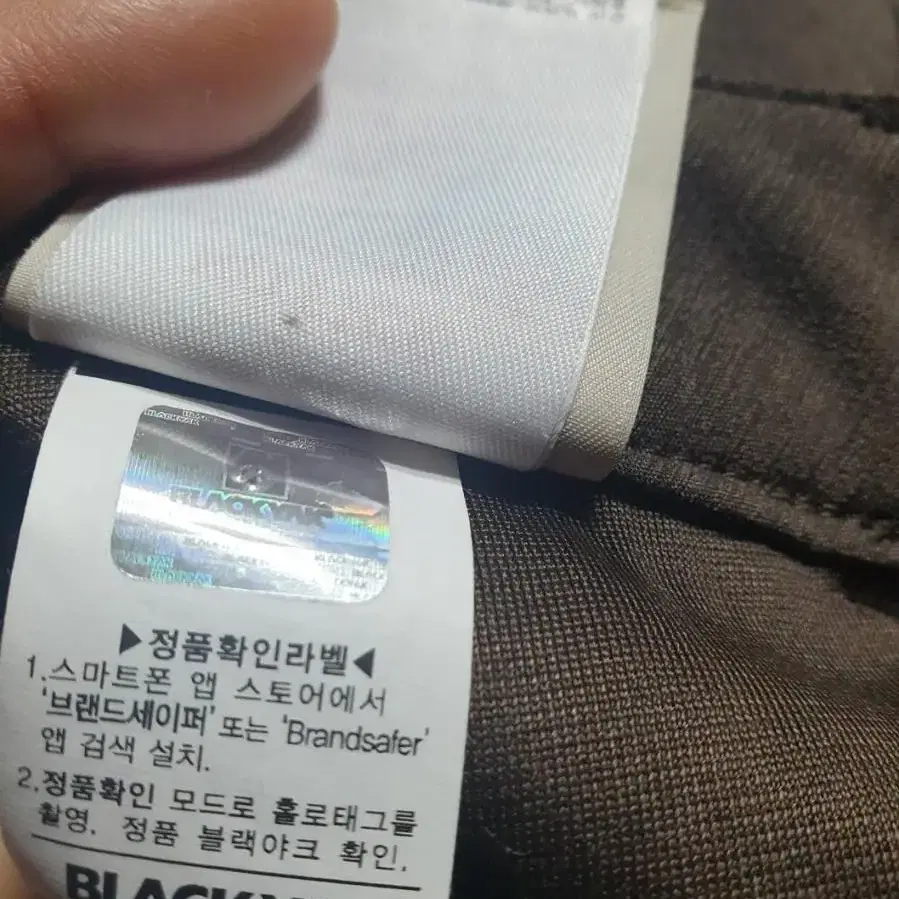 BLACKYAK
▶정품확인라벨◀
1.스마트폰 앱 스토어에서
'브랜드세이퍼' 또는 'Brandsafer'
앱 검색 설치.
2.정품확인 모드로 홀로태그를
촬영. 정품 블랙야크 확인.